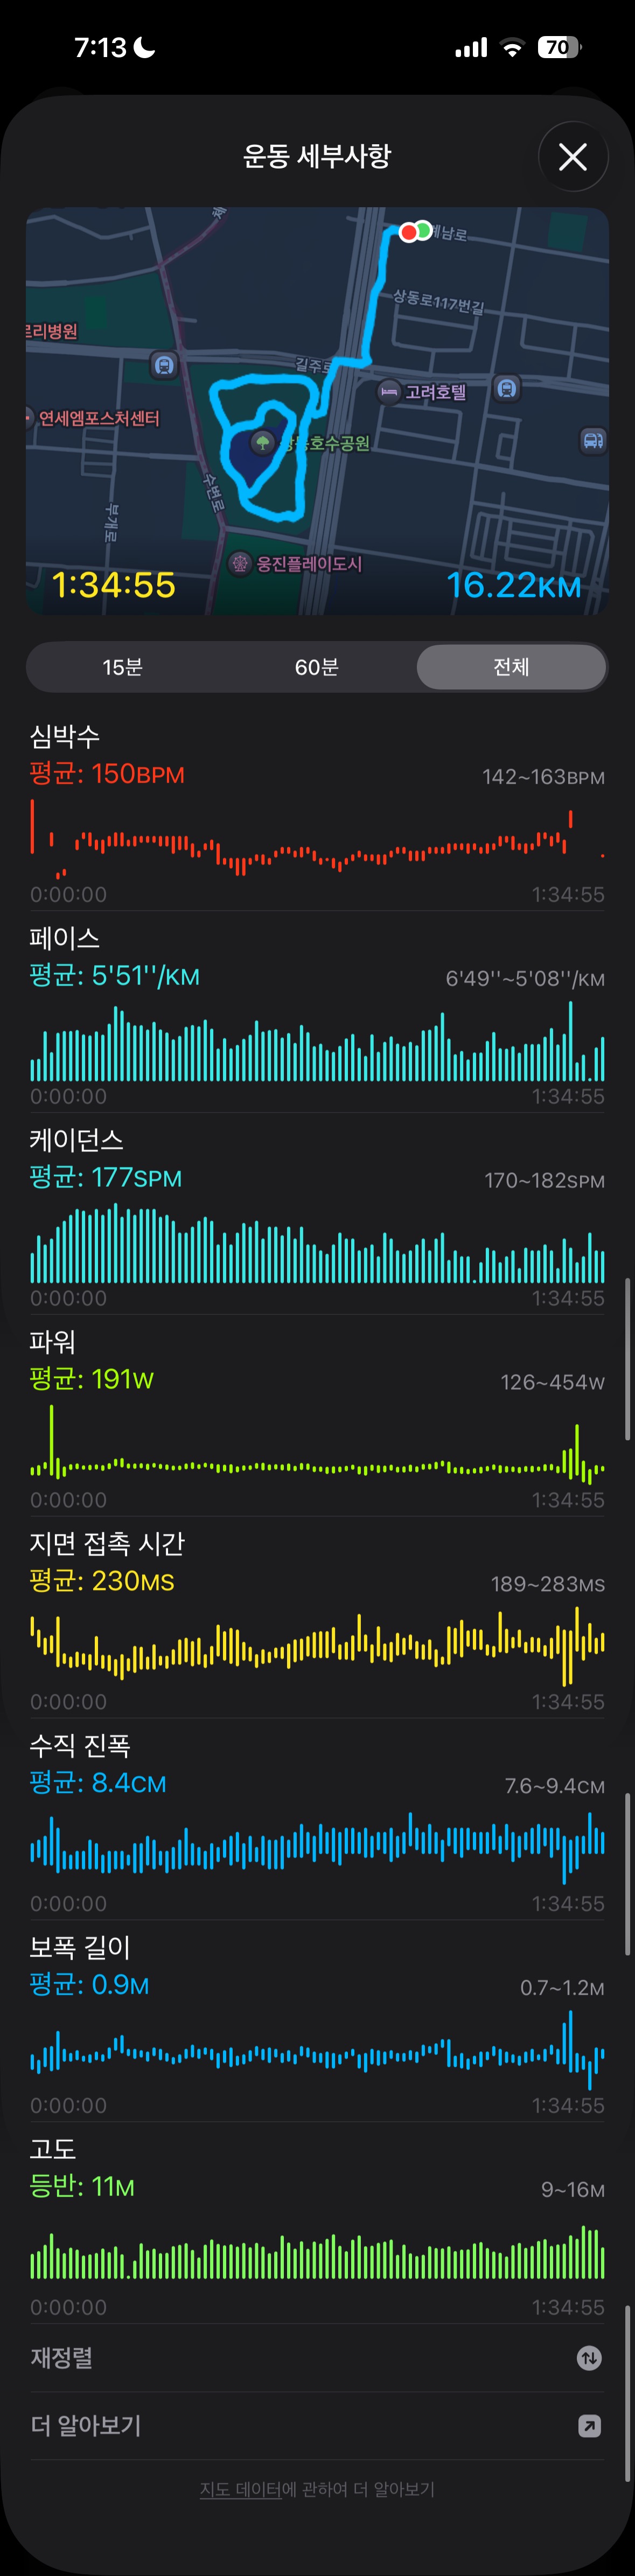 7:13
70
운동 세부사항
예남로
상동로117번길
르리병원
길주로
고려호텔
연세엠포스처센터
상동호수공원
수변로
부개로
웅진플레이도시
1:34:55
16.22KM
15분
60분
전체
심박수
평균: 150BPM
142~163BPM
0:00:00
1:34:55
페이스
평균: 5'51''/KM
6'49''~5'08''/KM
0:00:00
1:34:55
케이던스
평균: 177SPM
170~182SPM
0:00:00
1:34:55
파워
평균: 191W
126~454W
0:00:00
1:34:55
지면 접촉 시간
평균: 230MS
189~283MS
0:00:00
1:34:55
수직 진폭
평균: 8.4CM
7.6~9.4CM
0:00:00
1:34:55
보폭 길이
평균: 0.9M
0.7~1.2M
0:00:00
1:34:55
고도
등반: 11M
9~16M
0:00:00
1:34:55
재정렬
더 알아보기
지도 데이터에 관하여 더 알아보기